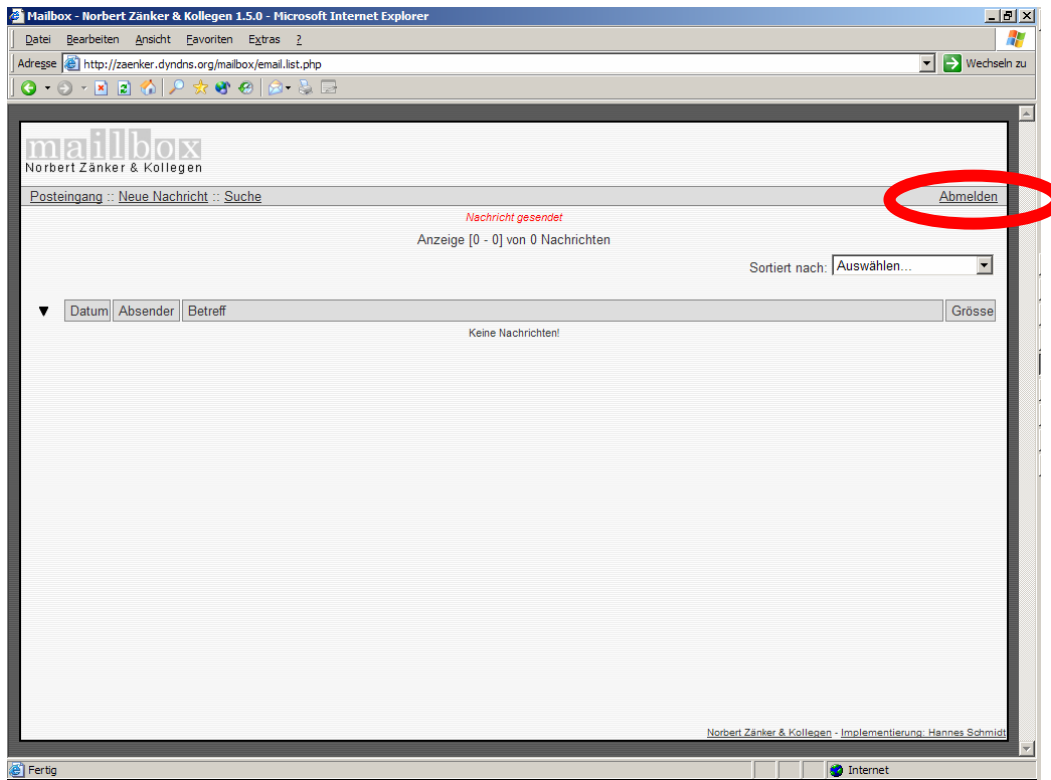 Mailbox - Norbert Zänker & Kollegen 1.5.0 - Microsoft Internet Explorer
Datei Bearbeiten Ansicht Favoriten Extras ?
Adresse http://zaenker.dyndns.org/mailbox/email.list.php Wechseln zu
mailbox
Norbert Zänker & Kollegen
Posteingang :: Neue Nachricht :: Suche Abmelden
Nachricht gesendet
Anzeige [0 - 0] von 0 Nachrichten
Sortiert nach: Auswählen...
Datum Absender Betreff Grösse
Keine Nachrichten!
Norbert Zänker & Kollegen - Implementierung: Hannes Schmidt
Fertig Internet